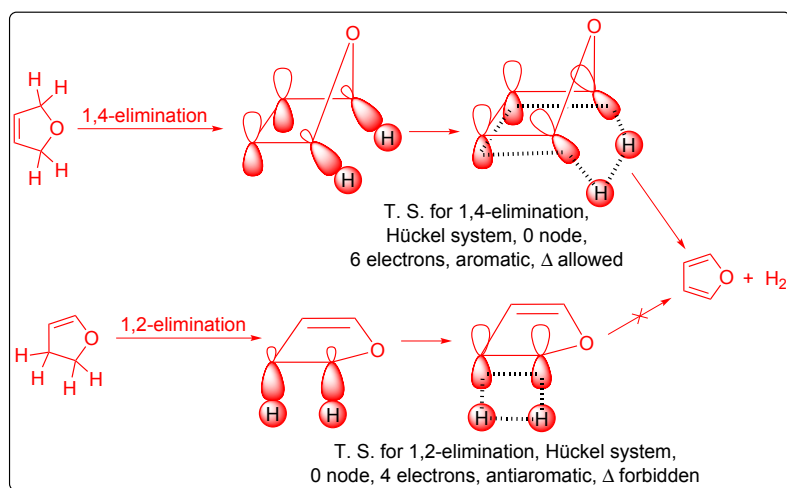 H H
O
H H
1,4-elimination
O
H
H
O
H
H
T. S. for 1,4-elimination,
Hückel system, 0 node,
6 electrons, aromatic, Δ allowed
O + H₂
O
H H H
1,2-elimination
O
H H
O
H H
T. S. for 1,2-elimination, Hückel system,
0 node, 4 electrons, antiaromatic, Δ forbidden